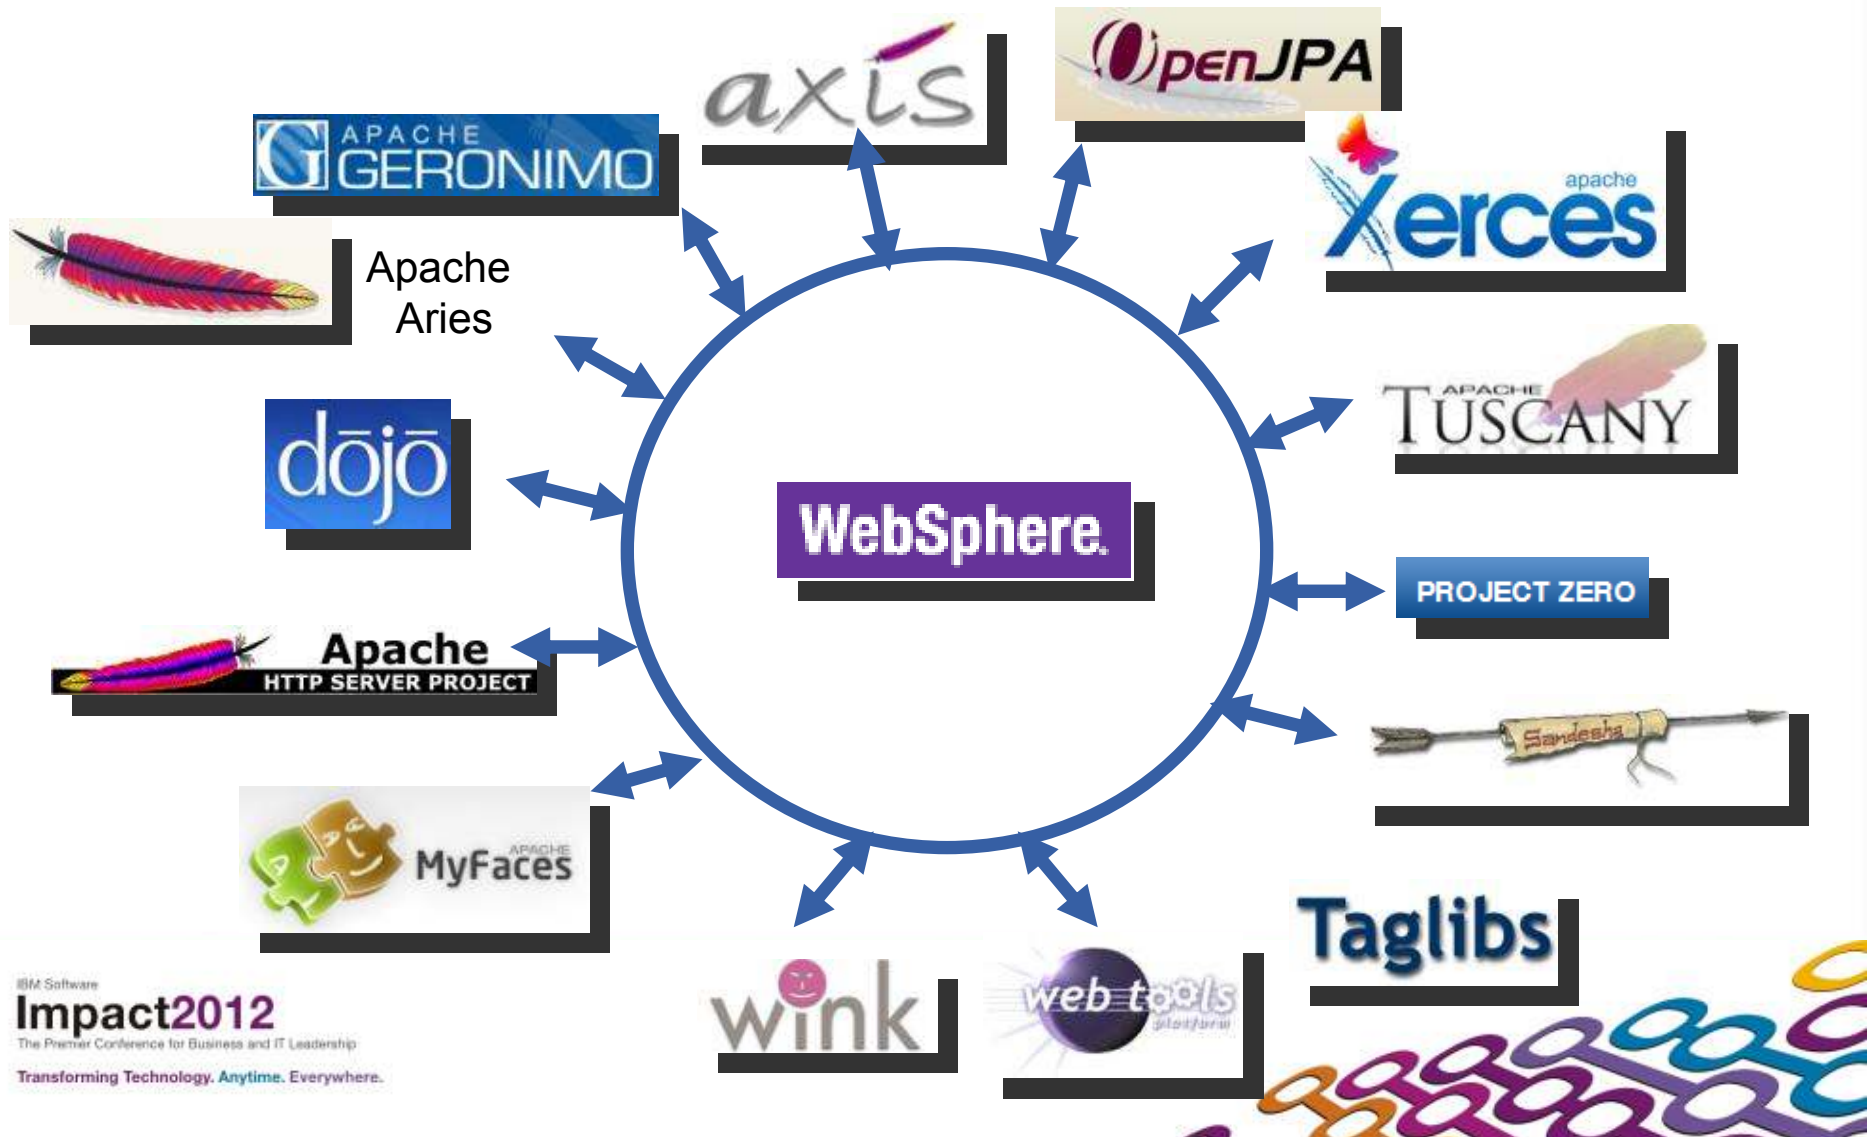 axis
OpenJPA
APACHE
GERONIMO
apache
Xerces
Apache
Aries
APACHE
TUSCANY
dōjō
WebSphere.
PROJECT ZERO
Apache
HTTP SERVER PROJECT
Sandesha
APACHE
MyFaces
Taglibs
wink
web tools
platform
IBM Software
Impact2012
The Premier Conference for Business and IT Leadership
Transforming Technology. Anytime. Everywhere.